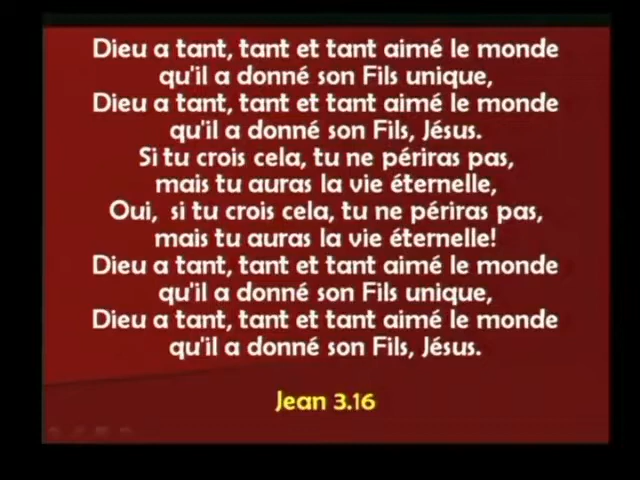 Dieu a tant, tant et tant aimé le monde
qu'il a donné son Fils unique,
Dieu a tant, tant et tant aimé le monde
qu'il a donné son Fils, Jésus.
Si tu crois cela, tu ne périras pas,
mais tu auras la vie éternelle,
Oui, si tu crois cela, tu ne périras pas,
mais tu auras la vie éternelle!
Dieu a tant, tant et tant aimé le monde
qu'il a donné son Fils unique,
Dieu a tant, tant et tant aimé le monde
qu'il a donné son Fils, Jésus.
Jean 3.16